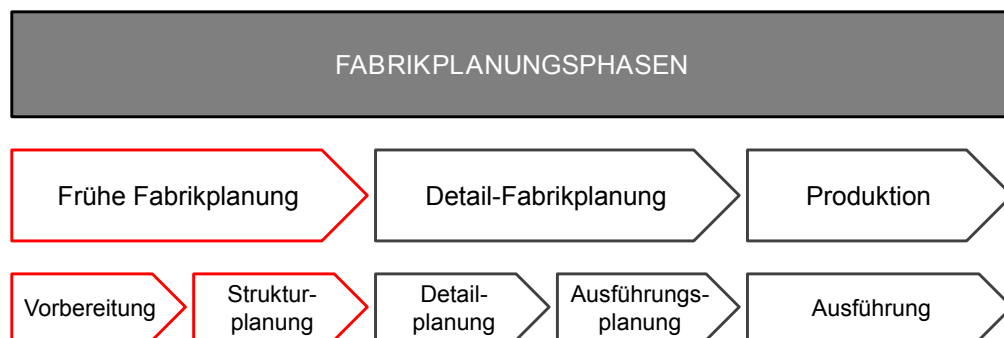 FABRIKPLANUNGSPHASEN
Frühe Fabrikplanung
Detail-Fabrikplanung
Produktion
Vorbereitung
Struktur-
planung
Detail-
planung
Ausführungs-
planung
Ausführung